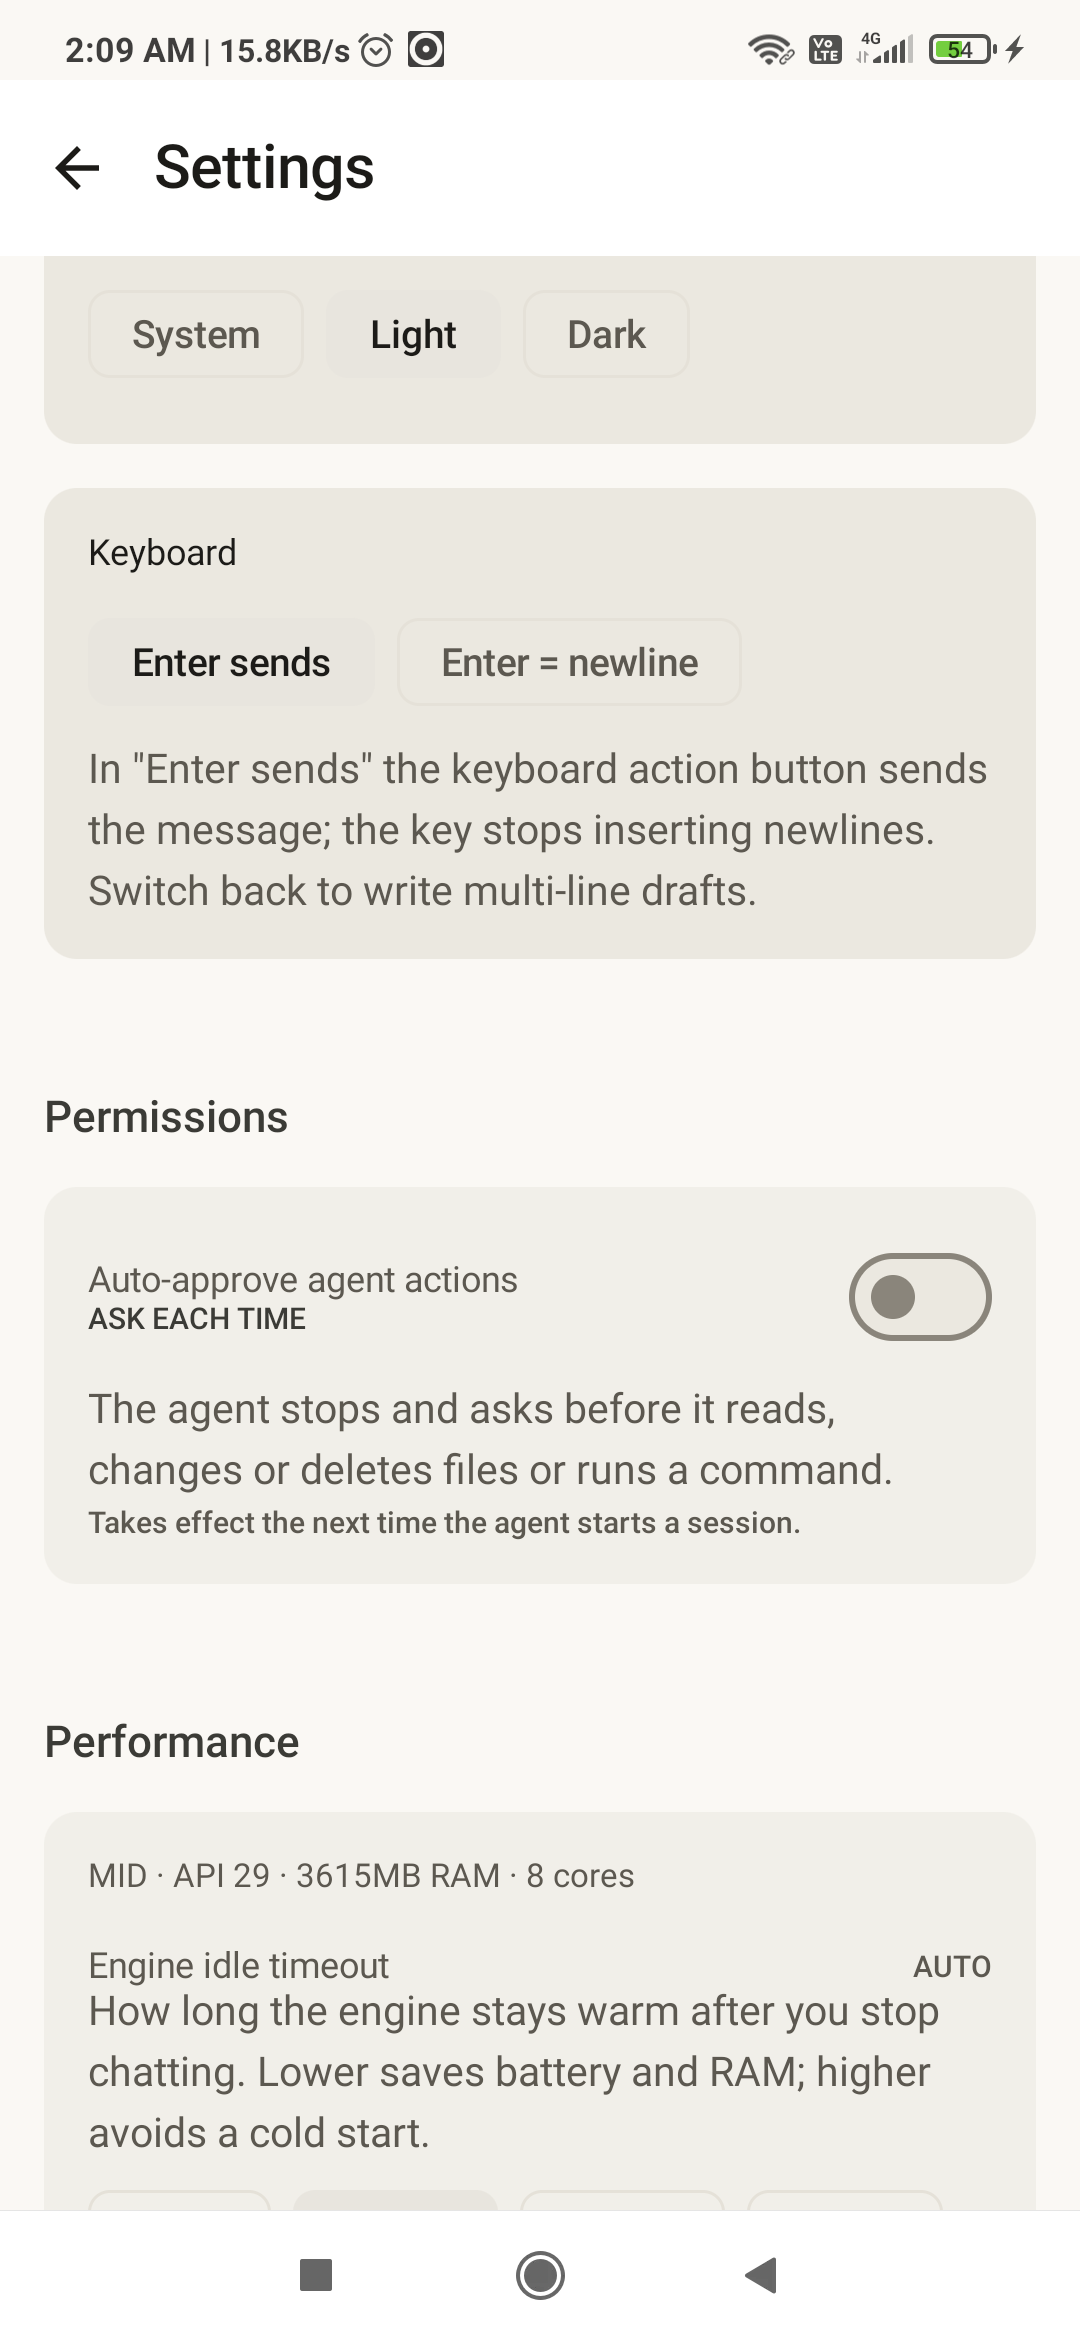 2:09 AM | 15.8KB/s
Vo LTE
4G
54
Settings
System
Light
Dark
Keyboard
Enter sends
Enter = newline
In "Enter sends" the keyboard action button sends
the message; the key stops inserting newlines.
Switch back to write multi-line drafts.
Permissions
Auto-approve agent actions
ASK EACH TIME
The agent stops and asks before it reads,
changes or deletes files or runs a command.
Takes effect the next time the agent starts a session.
Performance
MID · API 29 · 3615MB RAM · 8 cores
Engine idle timeout
AUTO
How long the engine stays warm after you stop
chatting. Lower saves battery and RAM; higher
avoids a cold start.